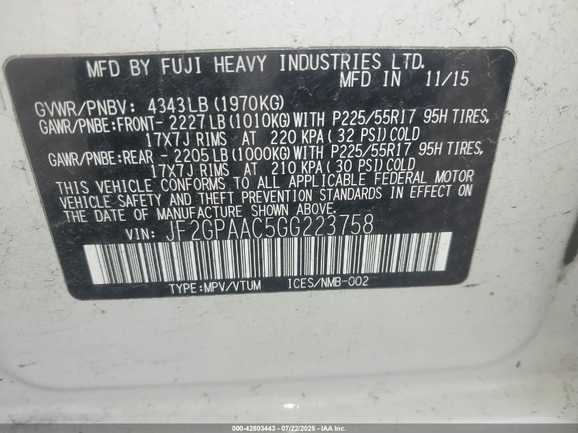 MFD BY FUJI HEAVY INDUSTRIES LTD.
MFD IN 11/15
GVWR/PNBV: 4343LB (1970KG)
GAWR/PNBE:FRONT- 2227LB (1010KG) WITH P225/55R17 95H TIRES,
17X7J RIMS AT 220 KPA (32 PSI) COLD
GAWR/PNBE:REAR - 2205LB (1000KG) WITH P225/55R17 95H TIRES,
17X7J RIMS AT 210 KPA (30 PSI) COLD
THIS VEHICLE CONFORMS TO ALL APPLICABLE FEDERAL MOTOR
VEHICLE SAFETY AND THEFT PREVENTION STANDARDS IN EFFECT ON
THE DATE OF MANUFACTURE SHOWN ABOVE.
VIN: JF2GPAAC5GG223758
TYPE:MPV/VTUM ICES/NMB-002
000-42803443 - 07/22/2025 - IAA Inc.